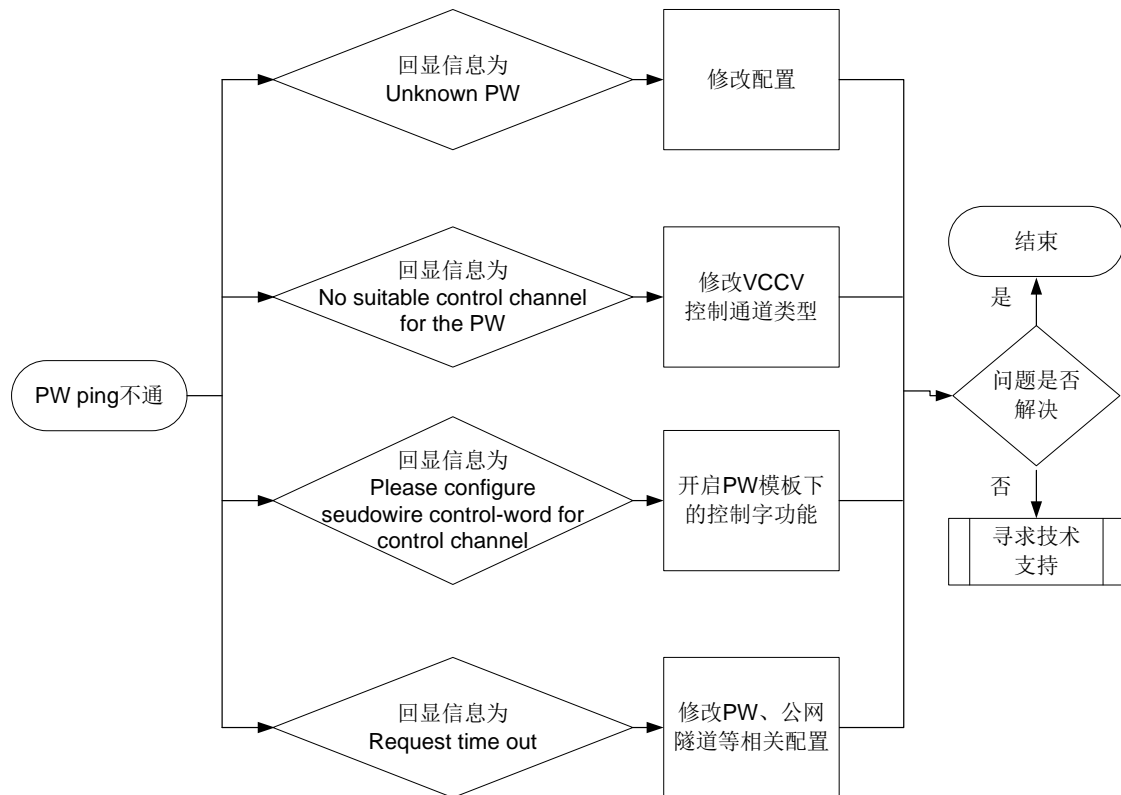 回显信息为
Unknown PW
修改配置
回显信息为
No suitable control channel
for the PW
修改VCCV
控制通道类型
结束
是
PW ping不通
问题是否
解决
回显信息为
Please configure
seudowire control-word for
control channel
开启PW模板下
的控制字功能
否
寻求技术
支持
回显信息为
Request time out
修改PW、公网
隧道等相关配置